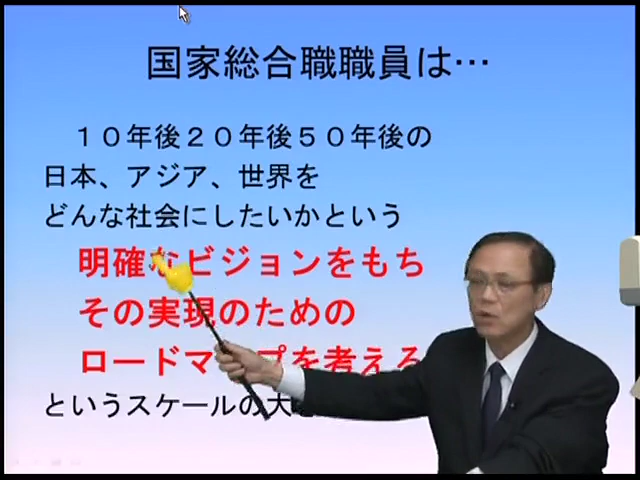 国家総合職職員は…
10年後20年後50年後の
日本、アジア、世界を
どんな社会にしたいかという
明確なビジョンをもち
その実現のための
ロードマップを考える
というスケールの大